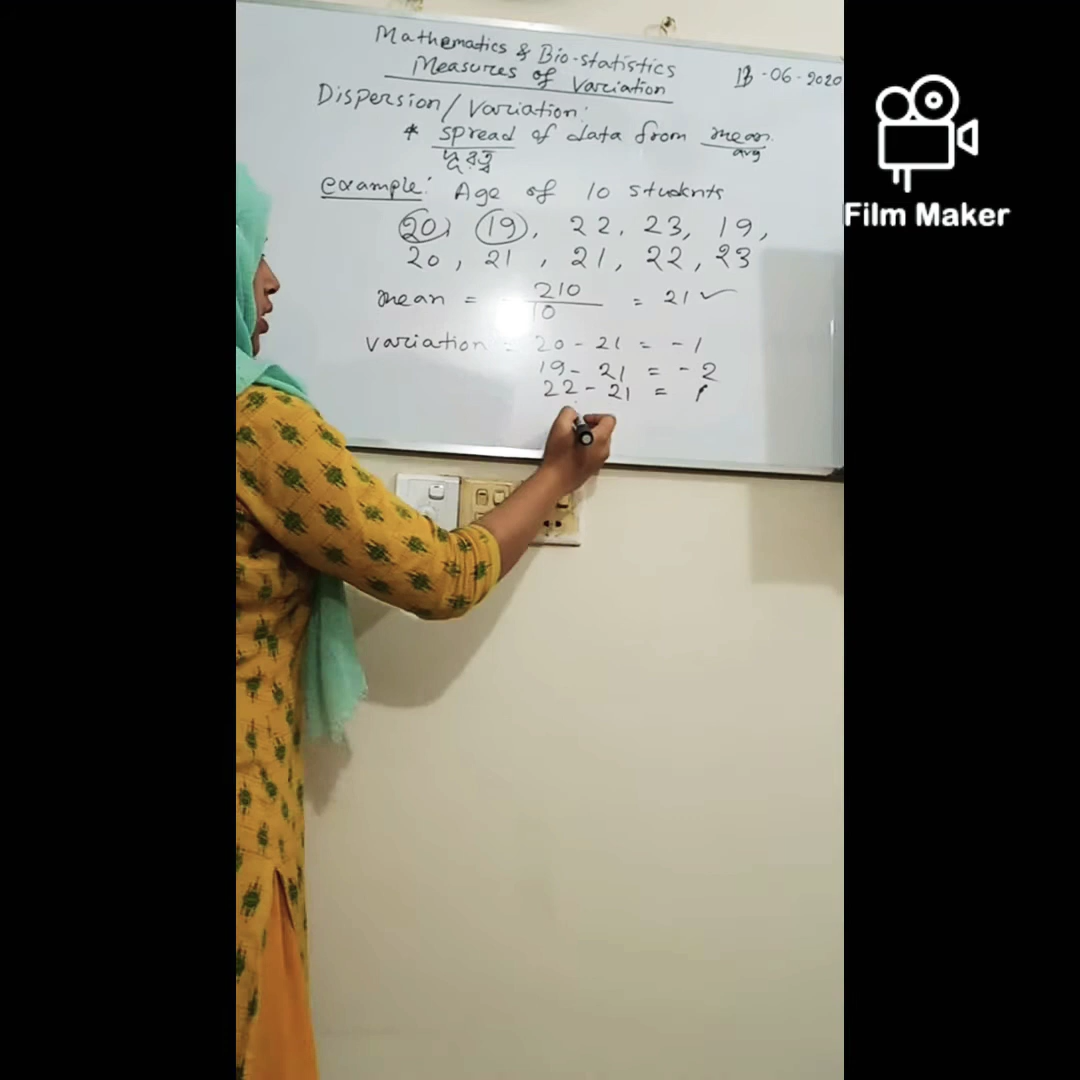 Mathematics & Bio-statistics
Measures of Variation
13-06-2020
Dispersion/Variation:
* spread of data from mean
দূরত্ব avg
example: Age of 10 students
20, 19, 22, 23, 19,
20, 21, 21, 22, 23
mean = 210/10 = 21 ✓
variation = 20 - 21 = -1
19 - 21 = -2
22 - 21 = 1
Film Maker